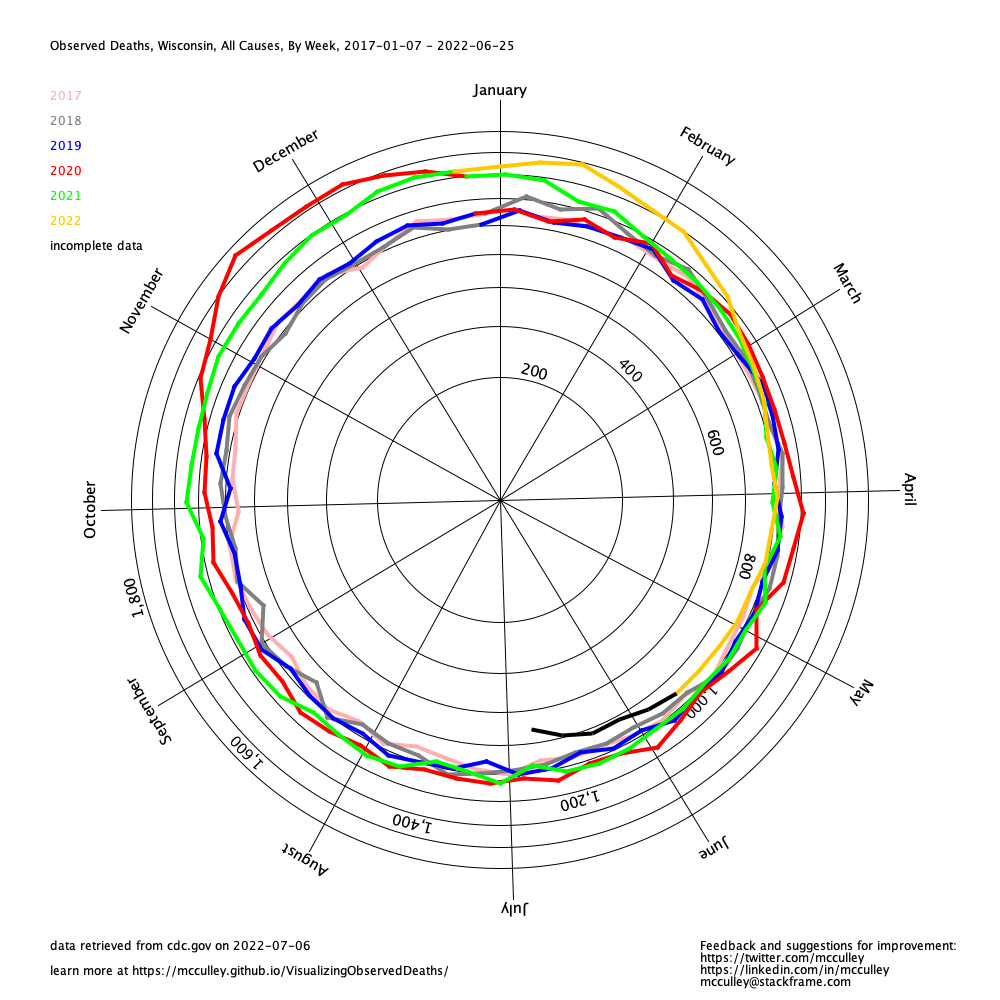 Observed Deaths, Wisconsin, All Causes, By Week, 2017-01-07 - 2022-06-25
2017
2018
2019
2020
2021
2022
incomplete data
January
February
March
April
May
June
July
August
September
October
November
December
200
400
600
800
1,000
1,200
1,400
1,600
1,800
data retrieved from cdc.gov on 2022-07-06
learn more at https://mcculley.github.io/VisualizingObservedDeaths/
Feedback and suggestions for improvement:
https://twitter.com/mcculley
https://linkedin.com/in/mcculley
mcculley@stackframe.com